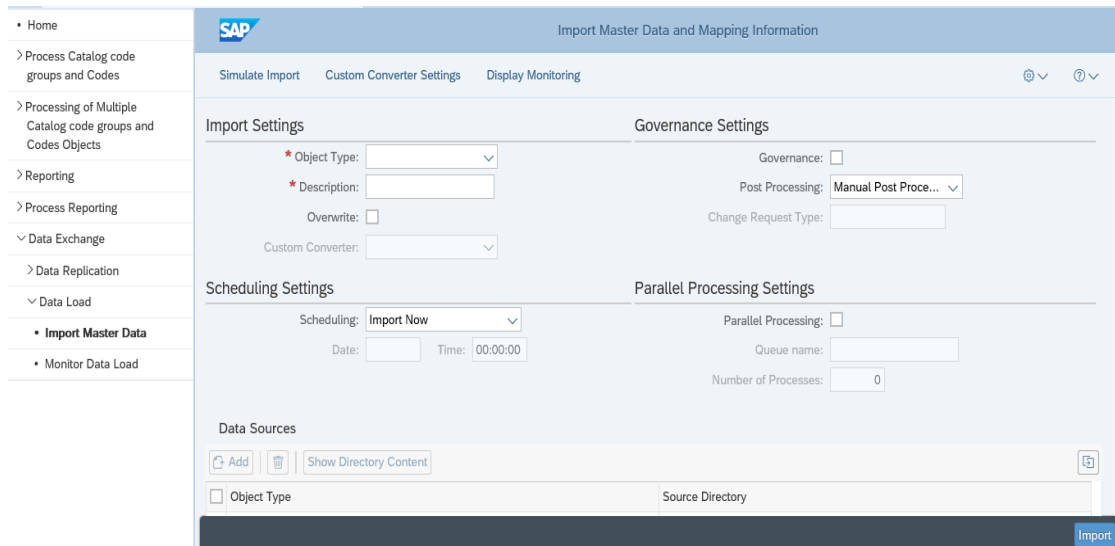 Home
Process Catalog code
groups and Codes
Processing of Multiple
Catalog code groups and
Codes Objects
Reporting
Process Reporting
Data Exchange
Data Replication
Data Load
Import Master Data
Monitor Data Load
SAP
Import Master Data and Mapping Information
Simulate Import Custom Converter Settings Display Monitoring
Import Settings
* Object Type:
* Description:
Overwrite:
Custom Converter:
Governance Settings
Governance:
Post Processing: Manual Post Proce...
Change Request Type:
Scheduling Settings
Scheduling: Import Now
Date: Time: 00:00:00
Parallel Processing Settings
Parallel Processing:
Queue name:
Number of Processes: 0
Data Sources
Add Show Directory Content
Object Type Source Directory
Import